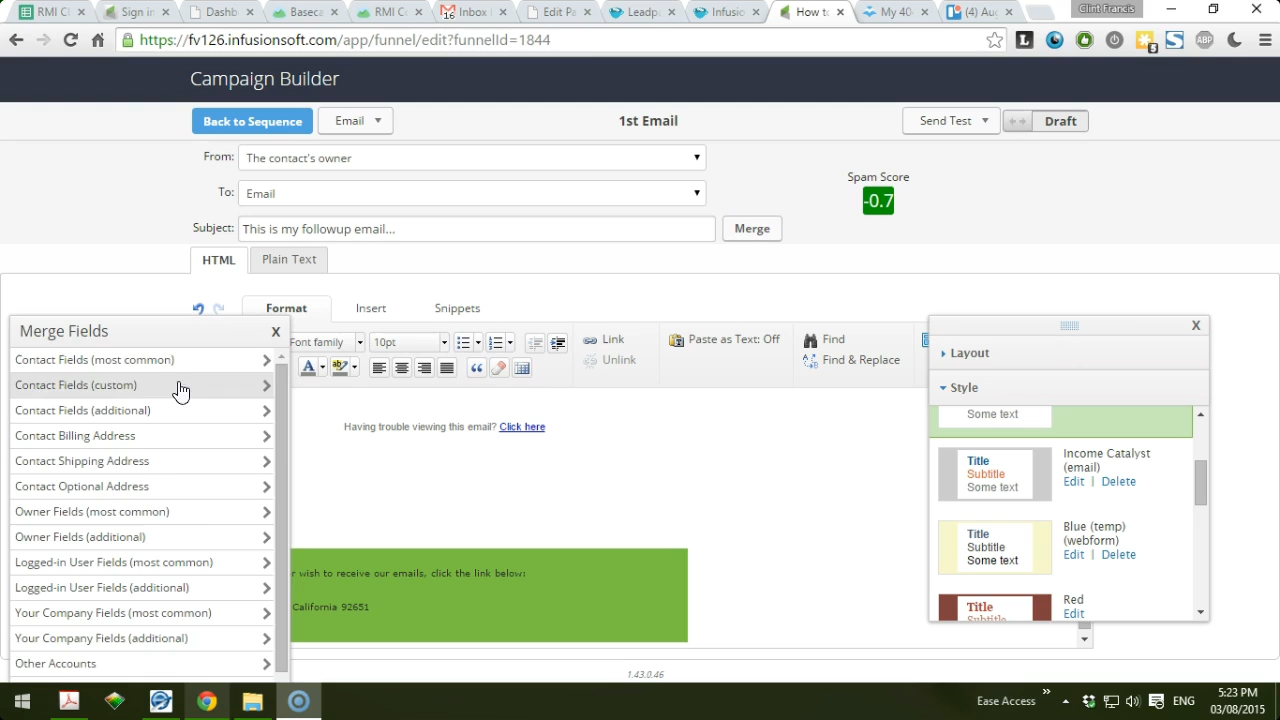 RMI Cl
Sign in
Dashb
Baseca
RMI Ca
16
Inbox
Edit Pa
Leadp
Infusio
How to
My 40
(4) Aug
Clint Francis
https://fv126.infusionsoft.com/app/funnel/edit?funnelId=1844
L
S
5
ABP
Campaign Builder
Back to Sequence
Email
1st Email
Send Test
Draft
From:
The contact's owner
To:
Email
Spam Score
-0.7
Subject:
This is my followup email...
Merge
HTML
Plain Text
Format
Insert
Snippets
Merge Fields
X
Font family
10pt
Link
Unlink
Paste as Text: Off
Find
Find & Replace
A
ab
Contact Fields (most common)
Contact Fields (custom)
Contact Fields (additional)
Contact Billing Address
Contact Shipping Address
Contact Optional Address
Owner Fields (most common)
Owner Fields (additional)
Logged-in User Fields (most common)
Logged-in User Fields (additional)
Your Company Fields (most common)
Your Company Fields (additional)
Other Accounts
Having trouble viewing this email? Click here
r wish to receive our emails, click the link below:
California 92651
X
Layout
Style
Some text
Title
Subtitle
Some text
Income Catalyst
(email)
Edit | Delete
Title
Subtitle
Some text
Blue (temp)
(webform)
Edit | Delete
Title
Subtitle
Red
Edit
1.43.0.46
Ease Access
ENG
5:23 PM
03/08/2015